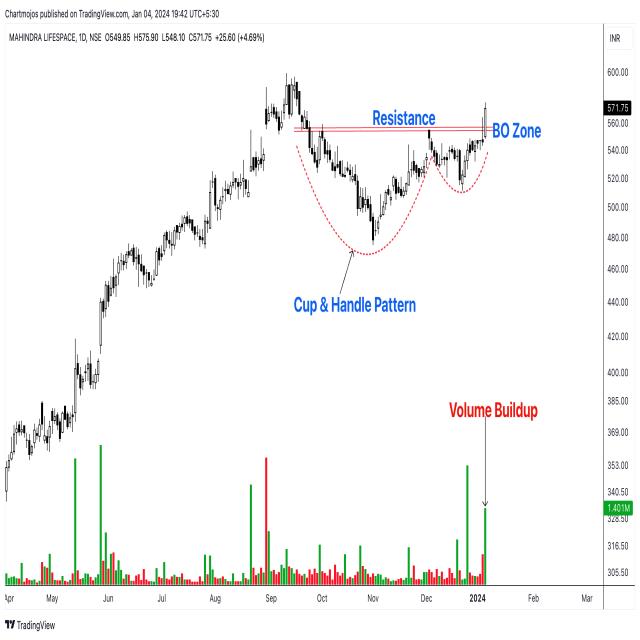 Chartmojos published on TradingView.com, Jan 04, 2024 19:42 UTC+5:30
MAHINDRA LIFESPACE, 1D, NSE O549.85 H575.90 L548.10 C571.75 +25.60 (+4.69%)
INR
600.00
571.75
560.00
540.00
520.00
500.00
480.00
460.00
440.00
420.00
400.00
385.00
369.00
353.00
340.50
1.401M
328.50
316.50
305.50
Resistance
BO Zone
Cup & Handle Pattern
Volume Buildup
Apr May Jun Jul Aug Sep Oct Nov Dec 2024 Feb Mar
TradingView